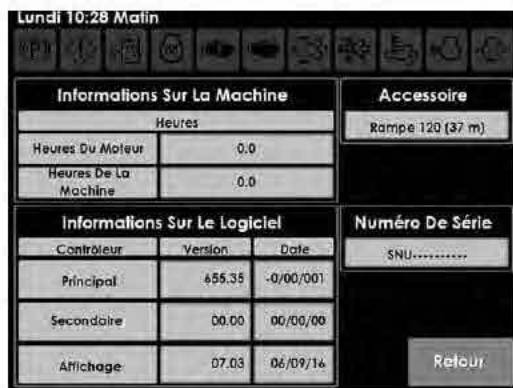 Lundi 10:28 Matin
Informations Sur La Machine
Heures
Heures Du Moteur 0.0
Heures De La Machine 0.0
Accessoire
Rampe 120 (37 m)
Informations Sur Le Logiciel
Contrôleur Version Date
Principal 655.35 -0/00/001
Secondaire 00.00 00/00/00
Affichage 07.03 06/09/16
Numéro De Série
SNU----------
Retour